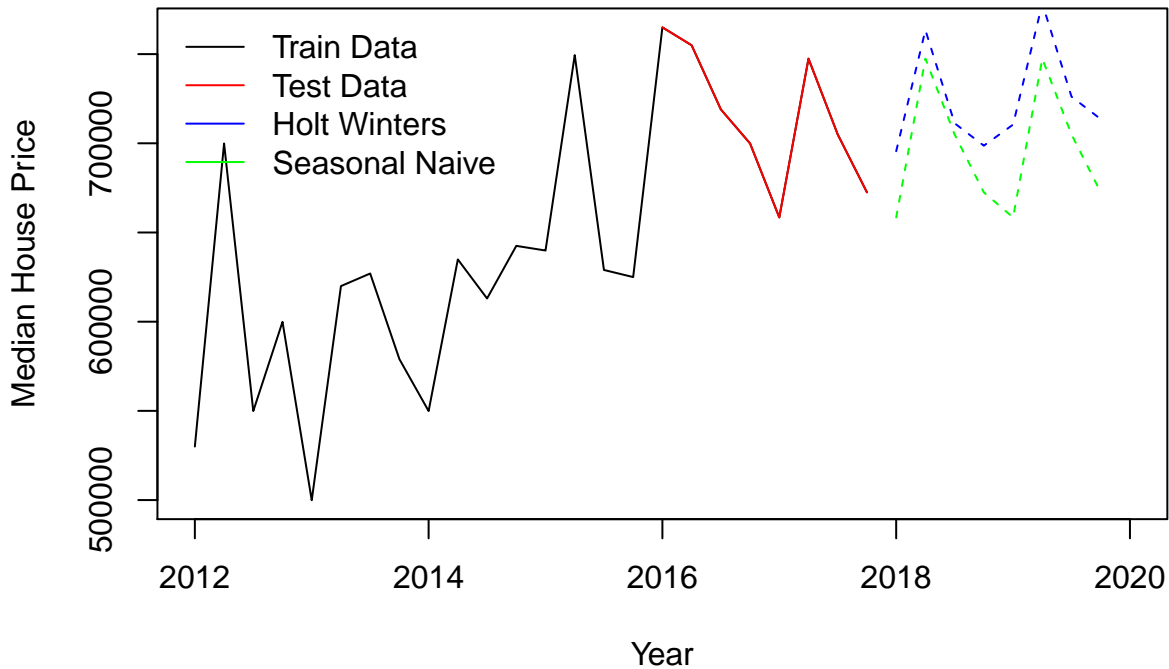 Train Data
Test Data
Holt Winters
Seasonal Naive
Median House Price
700000
600000
500000
2012 2014 2016 2018 2020
Year